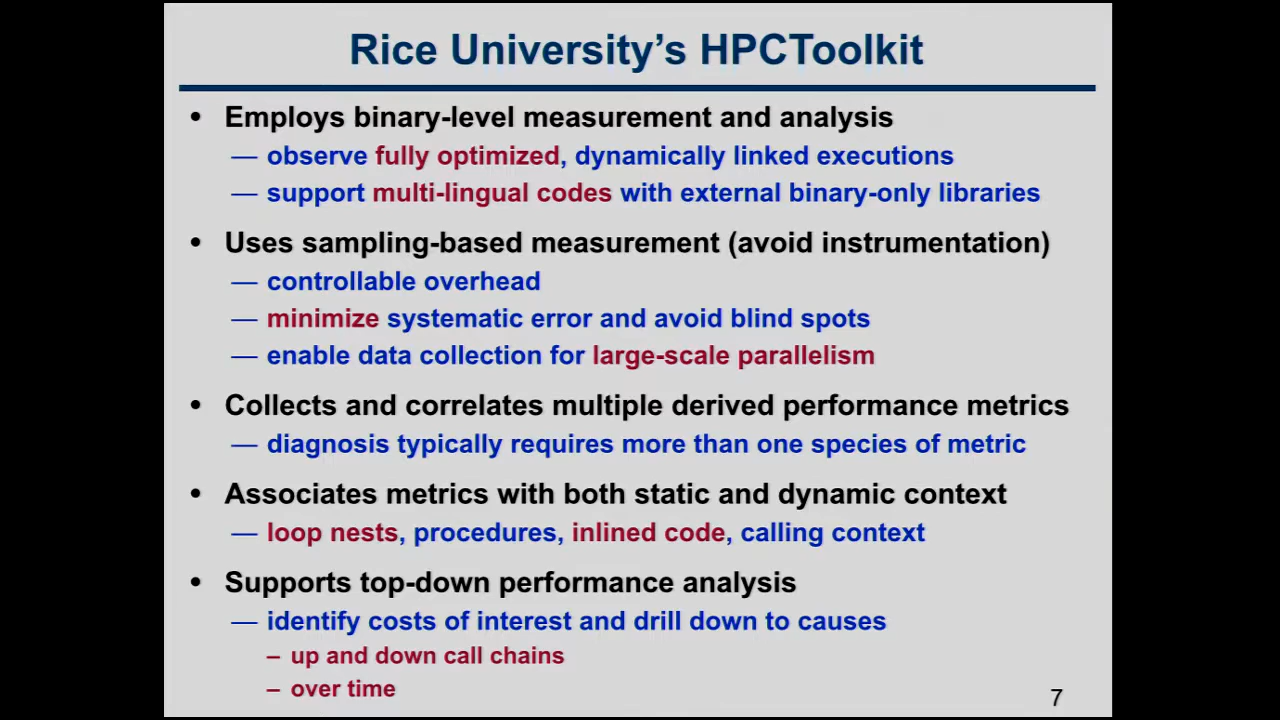 Rice University's HPCToolkit
• Employs binary-level measurement and analysis
— observe fully optimized, dynamically linked executions
— support multi-lingual codes with external binary-only libraries
• Uses sampling-based measurement (avoid instrumentation)
— controllable overhead
— minimize systematic error and avoid blind spots
— enable data collection for large-scale parallelism
• Collects and correlates multiple derived performance metrics
— diagnosis typically requires more than one species of metric
• Associates metrics with both static and dynamic context
— loop nests, procedures, inlined code, calling context
• Supports top-down performance analysis
— identify costs of interest and drill down to causes
– up and down call chains
– over time
7